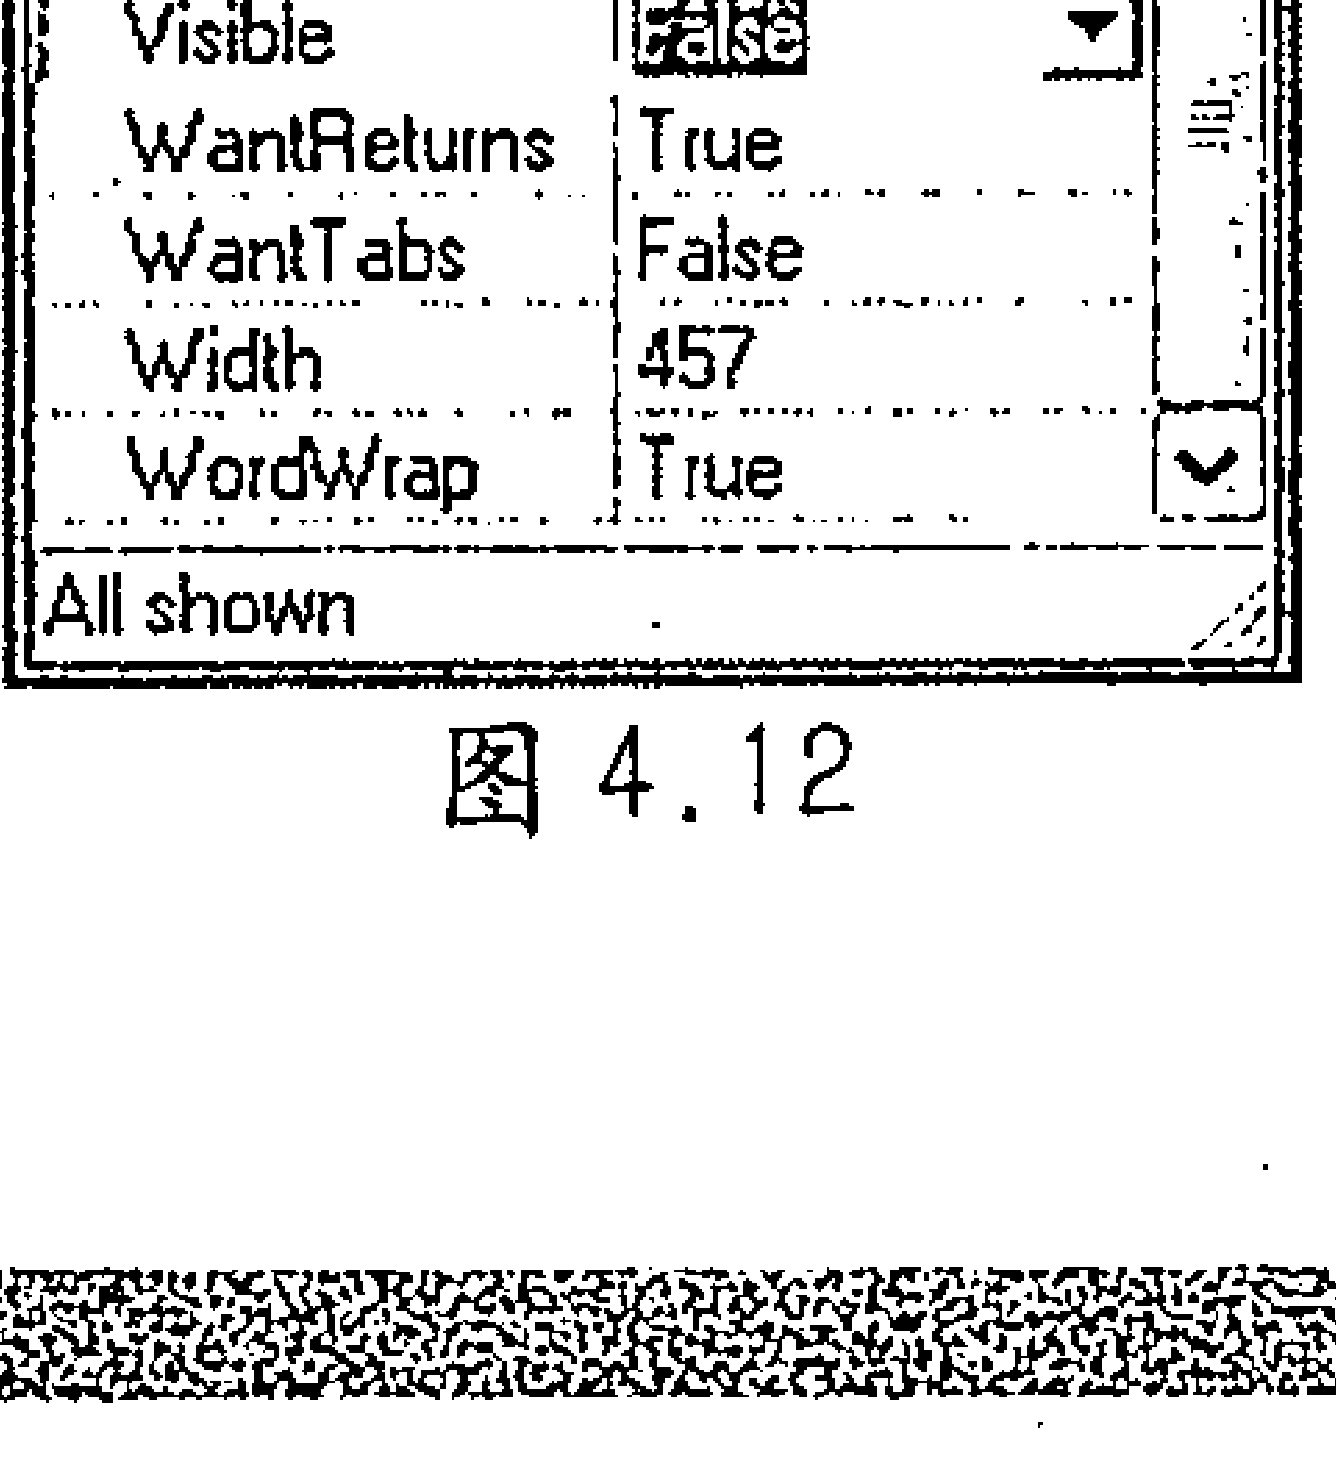 Visible False
WantReturns True
WantTabs False
Width 457
WordWrap True
All shown
图 4.12